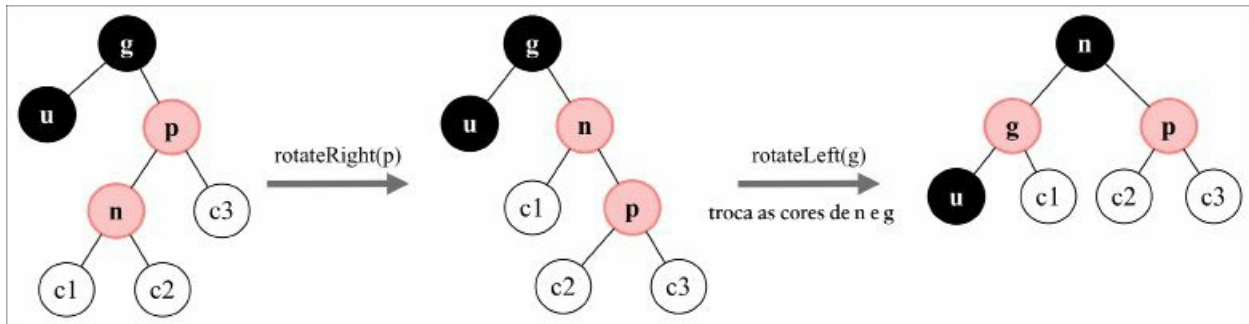 g
u
p
n
c3
c1
c2
rotateRight(p)
g
u
n
c1
p
c2
c3
rotateLeft(g)
troca as cores de n e g
n
g
p
u
c1
c2
c3